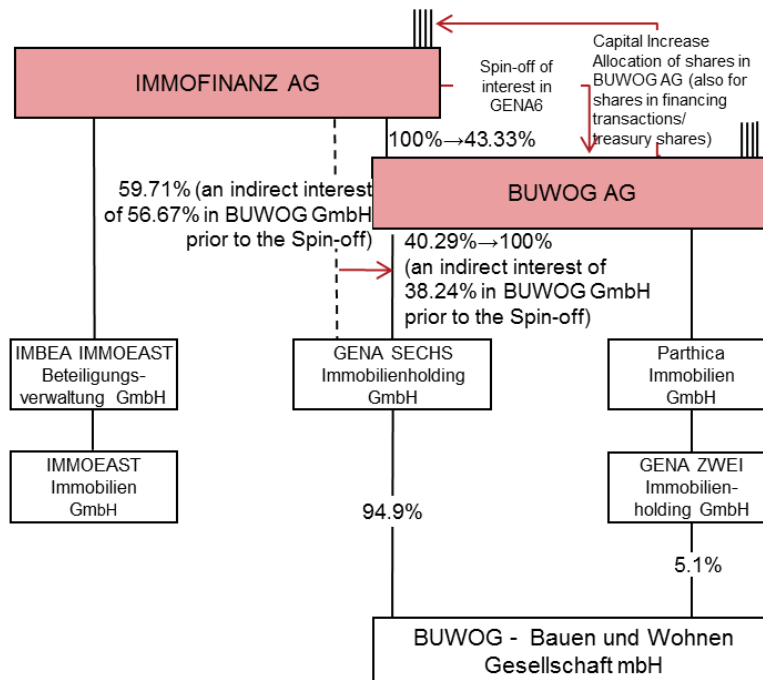 IMMOFINANZ AG
Spin-off of
interest in
GENA6
Capital Increase
Allocation of shares in
BUWOG AG (also for
shares in financing
transactions/
treasury shares)
100%→43.33%
59.71% (an indirect interest
of 56.67% in BUWOG GmbH
prior to the Spin-off)
BUWOG AG
40.29%→100%
(an indirect interest of
38.24% in BUWOG GmbH
prior to the Spin-off)
IMBEA IMMOEAST
Beteiligungs-
verwaltung GmbH
GENA SECHS
Immobilienholding
GmbH
Parthica
Immobilien
GmbH
IMMOEAST
Immobilien
GmbH
GENA ZWEI
Immobilien-
holding GmbH
94.9%
5.1%
BUWOG - Bauen und Wohnen
Gesellschaft mbH